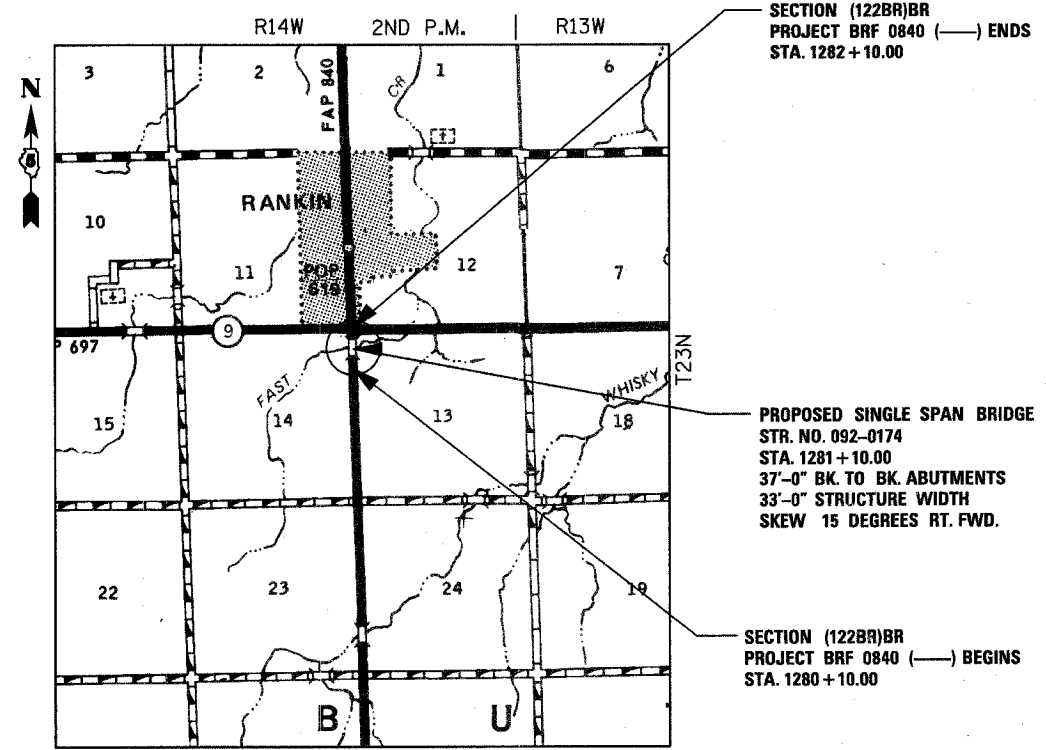 R14W 2ND P.M. R13W
SECTION (122BR)BR
PROJECT BRF 0840 (——) ENDS
STA. 1282+10.00
N
3 2 1 6
FAP 840
CR
RANKIN
10
11
POP
12
7
9
697
T23N
FAST
WHISKY
15
14
13
18
PROPOSED SINGLE SPAN BRIDGE
STR. NO. 092–0174
STA. 1281+10.00
37'–0" BK. TO BK. ABUTMENTS
33'–0" STRUCTURE WIDTH
SKEW 15 DEGREES RT. FWD.
22
23
24
19
SECTION (122BR)BR
PROJECT BRF 0840 (——) BEGINS
STA. 1280+10.00
B U